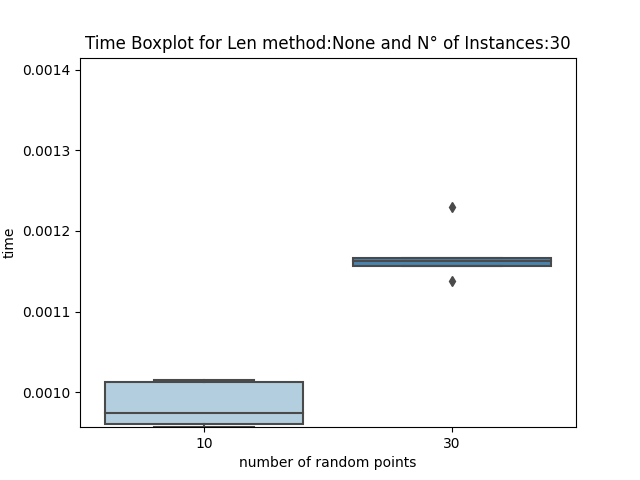 Time Boxplot for Len method:None and N° of Instances:30
0.0014
0.0013
0.0012
0.0011
0.0010
time
10
30
number of random points